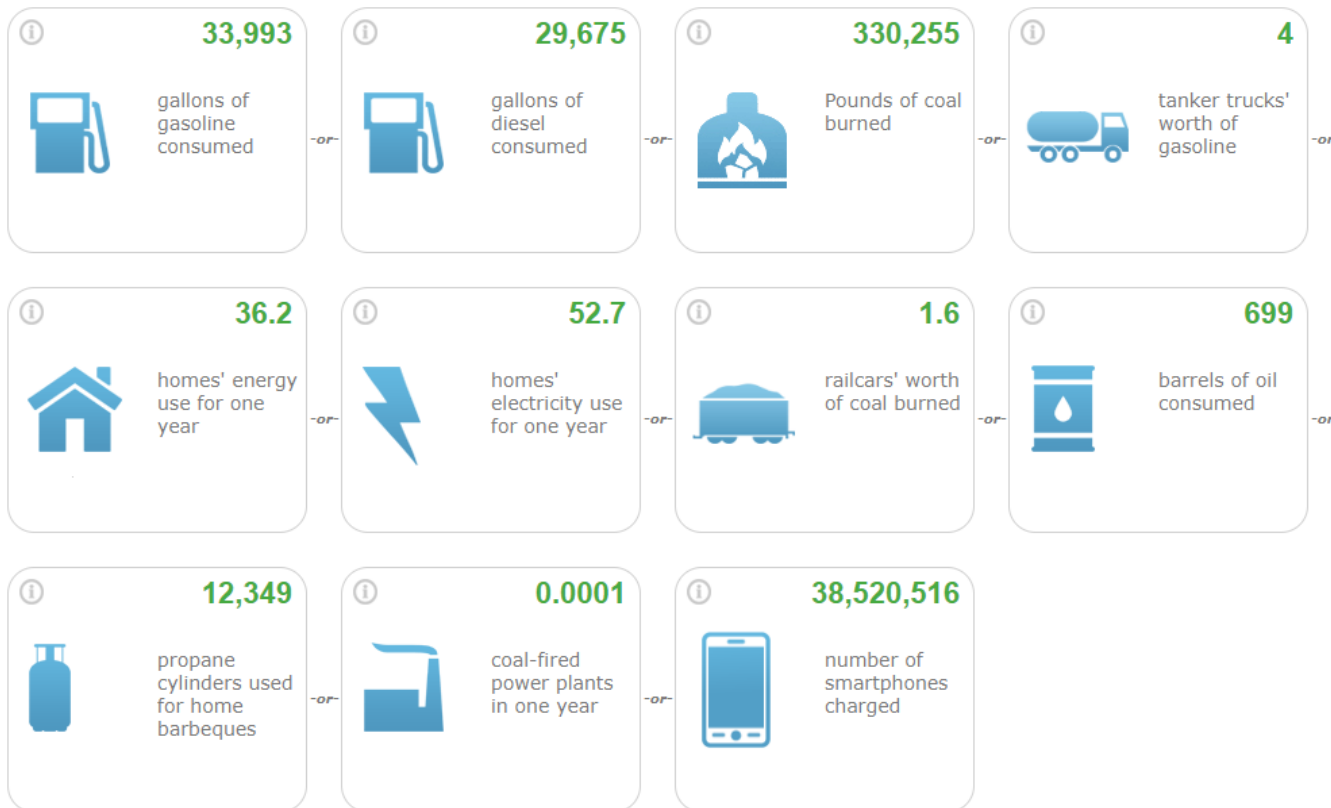 33,993
gallons of
gasoline
consumed
-or-
29,675
gallons of
diesel
consumed
-or-
330,255
Pounds of coal
burned
-or-
4
tanker trucks'
worth of
gasoline
-or
36.2
homes' energy
use for one
year
-or-
52.7
homes'
electricity use
for one year
-or-
1.6
railcars' worth
of coal burned
-or-
699
barrels of oil
consumed
-or
12,349
propane
cylinders used
for home
barbeques
-or-
0.0001
coal-fired
power plants
in one year
-or-
38,520,516
number of
smartphones
charged